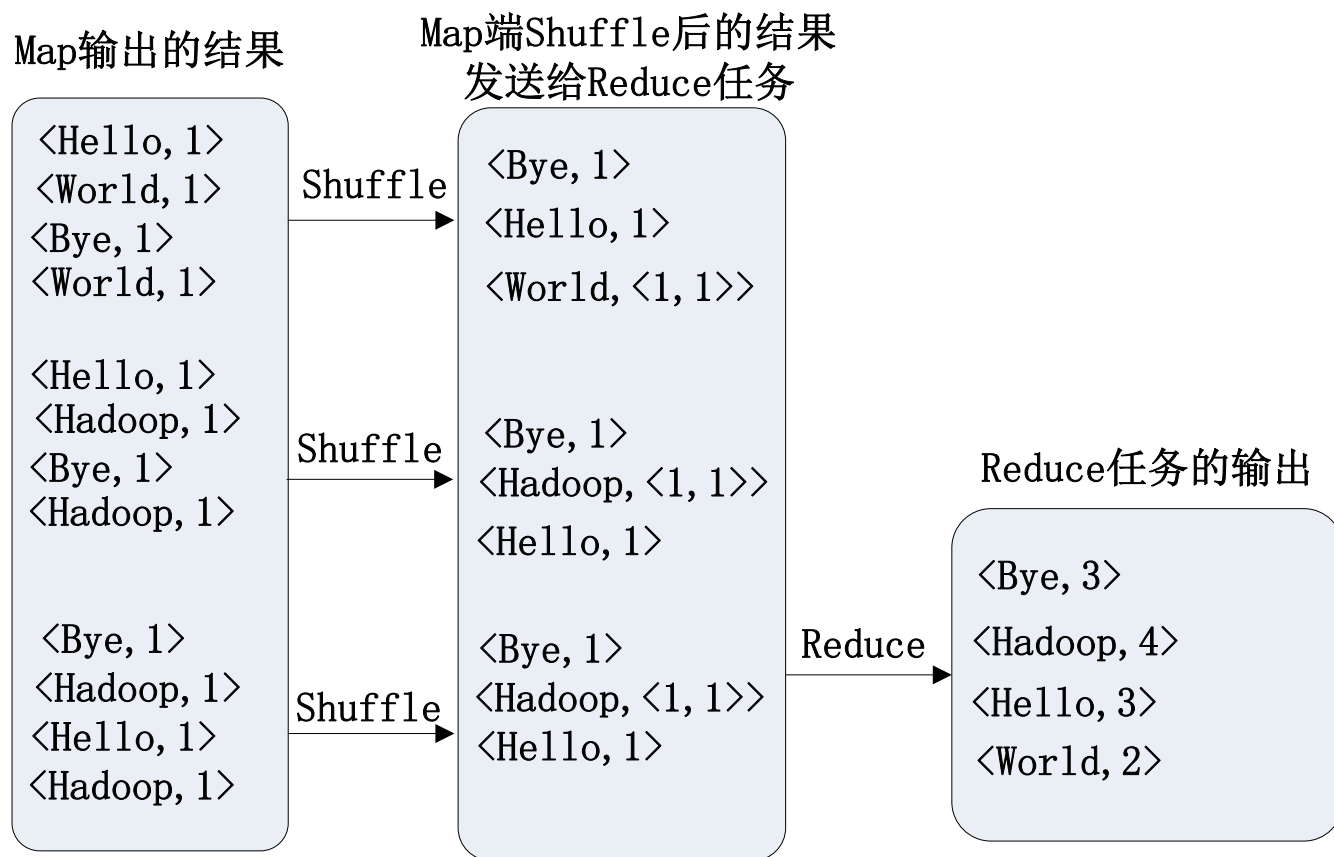 Map输出的结果
<Hello,1>
<World,1>
<Bye,1>
<World,1>
<Hello,1>
<Hadoop,1>
<Bye,1>
<Hadoop,1>
<Bye,1>
<Hadoop,1>
<Hello,1>
<Hadoop,1>
Shuffle
Shuffle
Shuffle
Map端Shuffle后的结果
发送给Reduce任务
<Bye,1>
<Hello,1>
<World,<1,1>>
<Bye,1>
<Hadoop,<1,1>>
<Hello,1>
<Bye,1>
<Hadoop,<1,1>>
<Hello,1>
Reduce
Reduce任务的输出
<Bye,3>
<Hadoop,4>
<Hello,3>
<World,2>